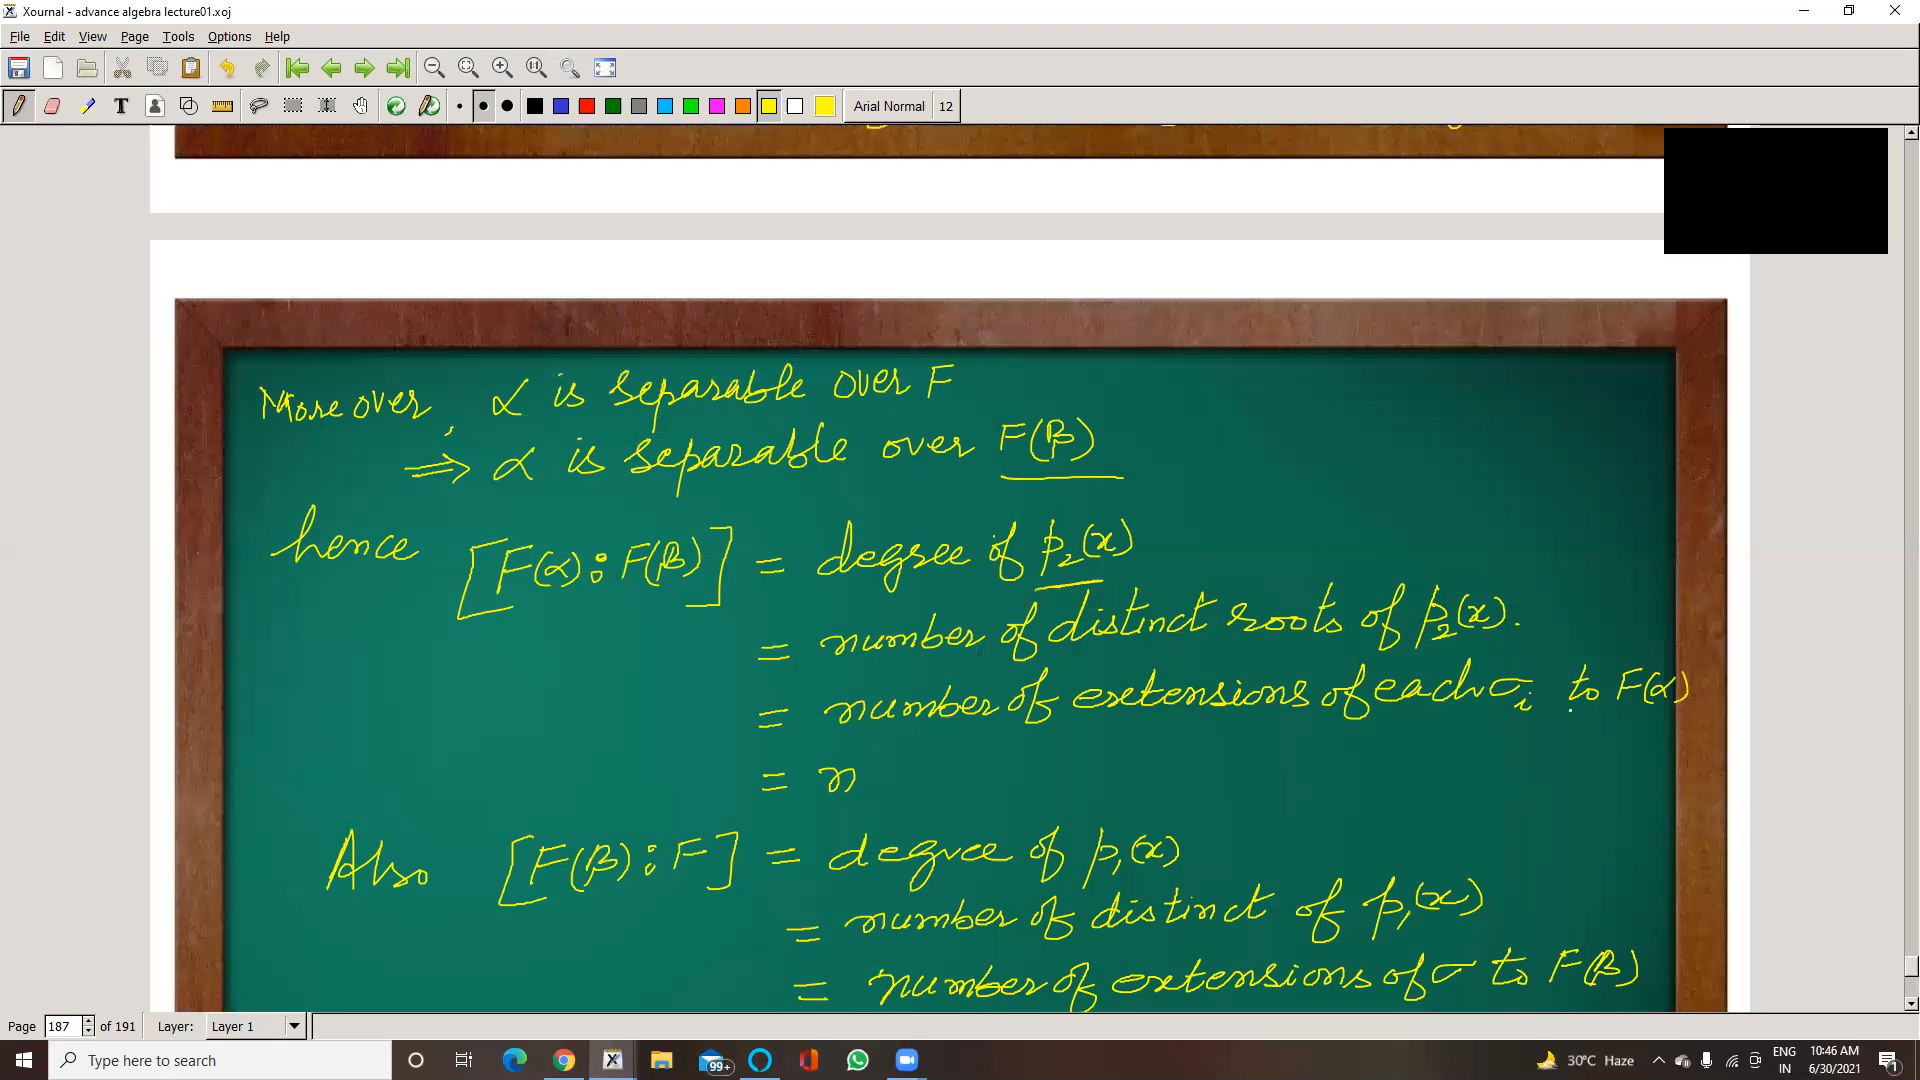 Xournal - advance algebra lecture01.xoj
File Edit View Page Tools Options Help
Arial Normal 12
Moreover, α is separable over F
⇒ α is separable over F(β)
hence [F(α) : F(β)] = degree of p₂(x)
= number of distinct roots of p₂(x).
= number of extensions of each σᵢ to F(α)
= n
Also [F(β) : F] = degree of p₁(x)
= number of distinct of p₁(x)
= number of extensions of σ to F(β)
Page 187 of 191 Layer: Layer 1
Type here to search
99+
30°C Haze
ENG
IN
10:46 AM
6/30/2021
1